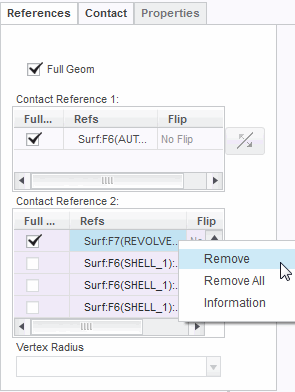 References Contact Properties
Full Geom
Contact Reference 1:
Full... Refs Flip
Surf:F6(AUT... No Flip
Contact Reference 2:
Full ... Refs Flip
Surf:F7(REVOLVE...
Surf:F6(SHELL_1):..
Remove
Surf:F6(SHELL_1):..
Remove All
Surf:F6(SHELL_1):..
Information
Vertex Radius